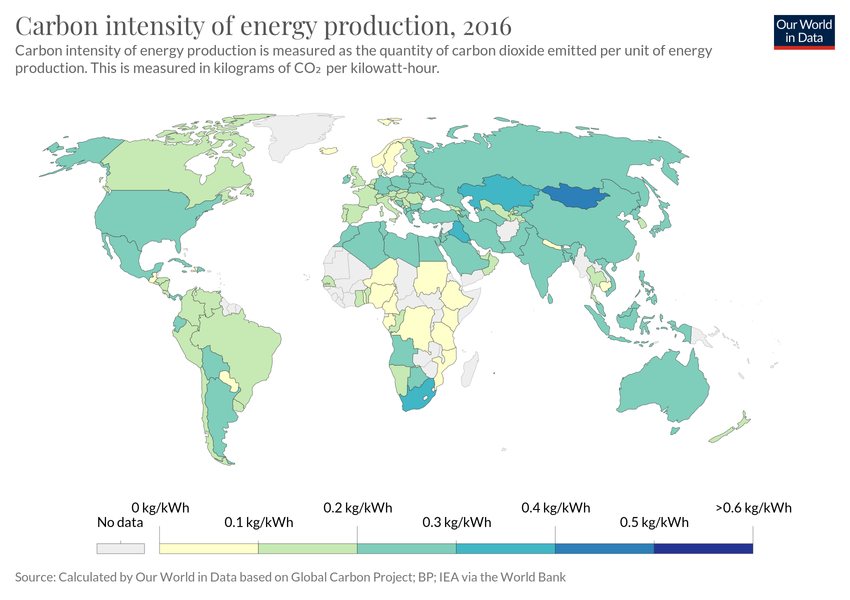 Carbon intensity of energy production, 2016
Our World
in Data
Carbon intensity of energy production is measured as the quantity of carbon dioxide emitted per unit of energy
production. This is measured in kilograms of CO₂ per kilowatt-hour.
No data
0 kg/kWh
0.1 kg/kWh
0.2 kg/kWh
0.3 kg/kWh
0.4 kg/kWh
0.5 kg/kWh
>0.6 kg/kWh
Source: Calculated by Our World in Data based on Global Carbon Project; BP; IEA via the World Bank